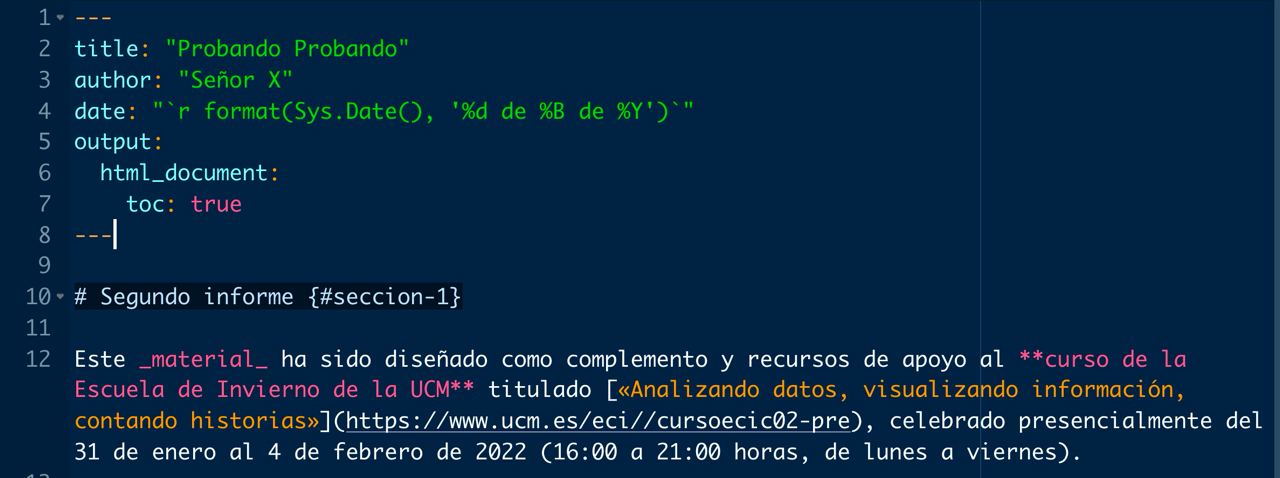 1 ---
2 title: "Probando Probando"
3 author: "Señor X"
4 date: "`r format(Sys.Date(), '%d de %B de %Y')`"
5 output:
6   html_document:
7     toc: true
8 ---
9
10 # Segundo informe {#seccion-1}
11
12 Este _material_ ha sido diseñado como complemento y recursos de apoyo al **curso de la
Escuela de Invierno de la UCM** titulado [«Analizando datos, visualizando información,
contando historias»](https://www.ucm.es/eci//cursoecic02-pre), celebrado presencialmente del
31 de enero al 4 de febrero de 2022 (16:00 a 21:00 horas, de lunes a viernes).